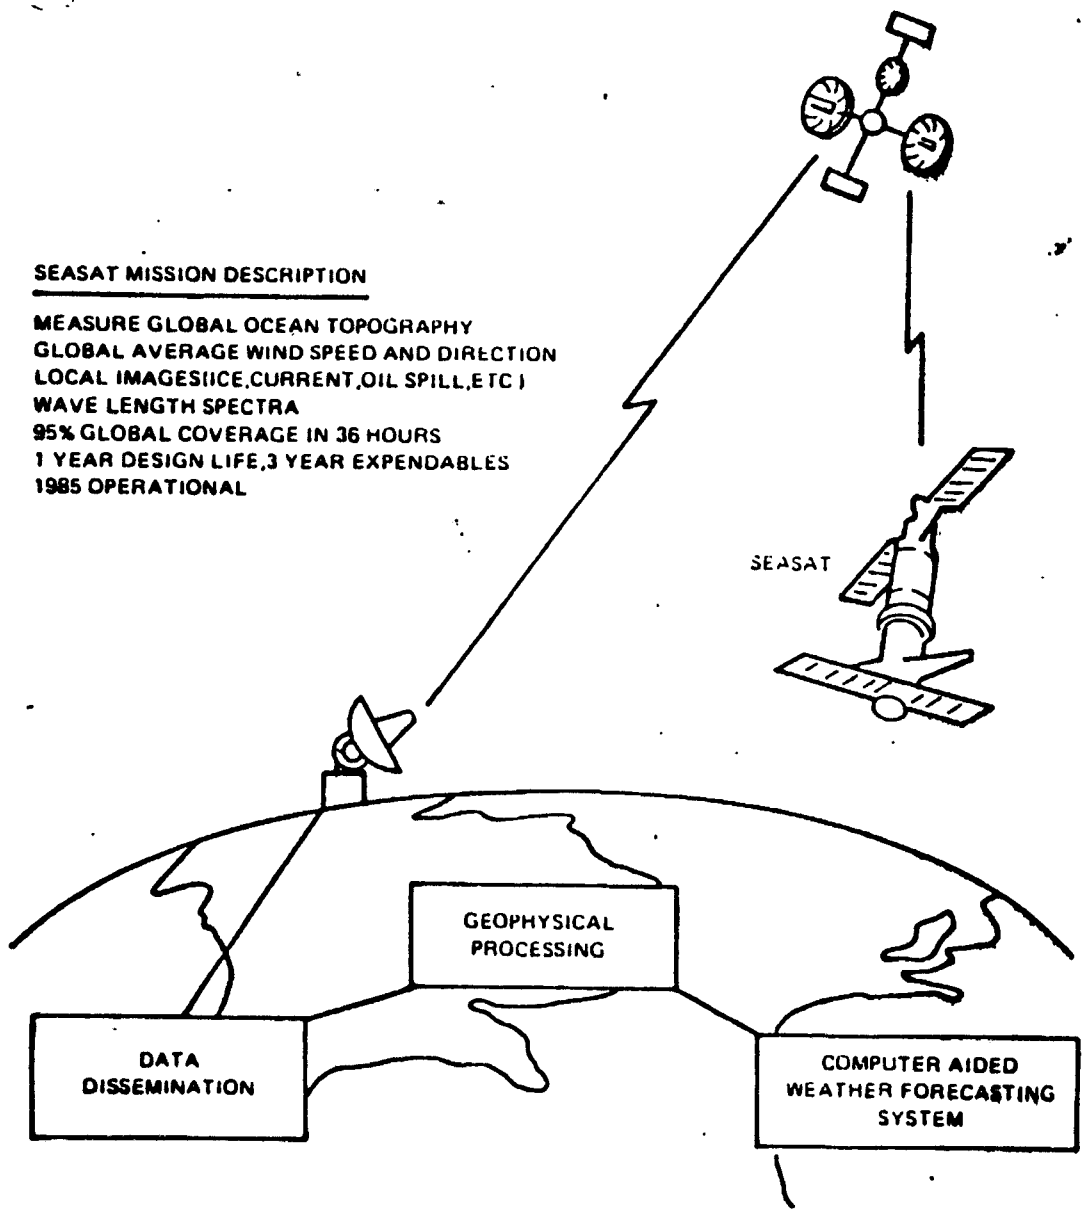 SEASAT MISSION DESCRIPTION
MEASURE GLOBAL OCEAN TOPOGRAPHY
GLOBAL AVERAGE WIND SPEED AND DIRECTION
LOCAL IMAGES(ICE,CURRENT,OIL SPILL,ETC)
WAVE LENGTH SPECTRA
95% GLOBAL COVERAGE IN 36 HOURS
1 YEAR DESIGN LIFE,3 YEAR EXPENDABLES
1985 OPERATIONAL
SEASAT
GEOPHYSICAL
PROCESSING
DATA
DISSEMINATION
COMPUTER AIDED
WEATHER FORECASTING
SYSTEM